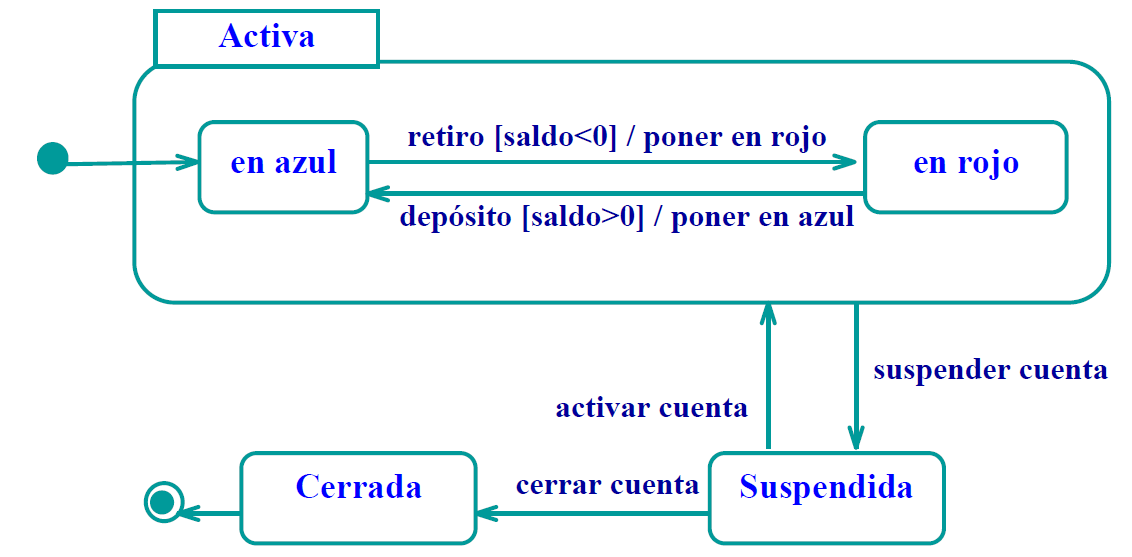 Activa
en azul
retiro [saldo<0] / poner en rojo
en rojo
depósito [saldo>0] / poner en azul
suspender cuenta
activar cuenta
Cerrada
cerrar cuenta
Suspendida